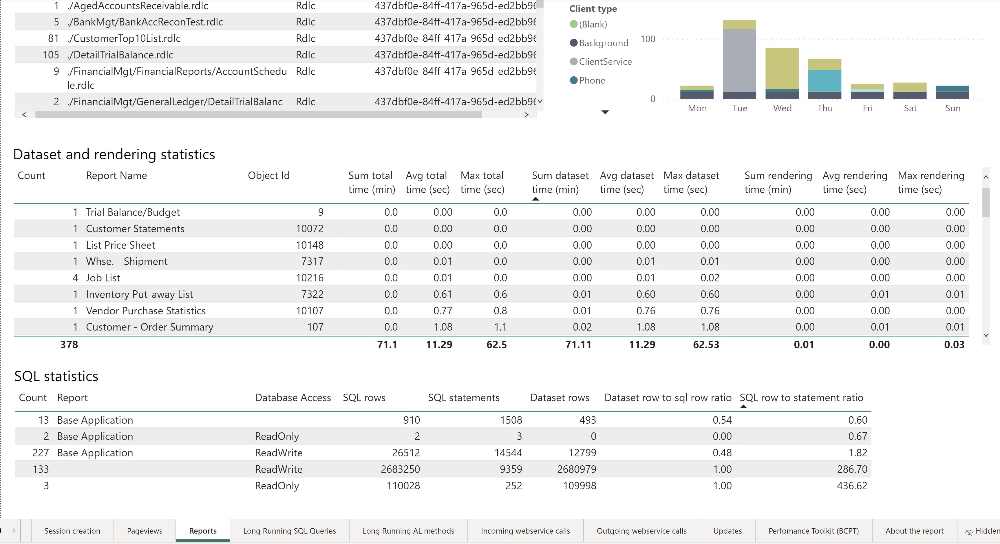 1 ./AgedAccountsReceivable.rdlc Rdlc 437dbf0e-84ff-417a-965d-ed2bb96
5 ./BankMgt/BankAccReconTest.rdlc Rdlc 437dbf0e-84ff-417a-965d-ed2bb96
81 ./CustomerTop10List.rdlc Rdlc 437dbf0e-84ff-417a-965d-ed2bb96
105 ./DetailTrialBalance.rdlc Rdlc 437dbf0e-84ff-417a-965d-ed2bb96
9 ./FinancialMgt/FinancialReports/AccountSchedu Rdlc 437dbf0e-84ff-417a-965d-ed2bb96
le.rdlc
2 ./FinancialMgt/GeneralLedger/DetailTrialBalanc Rdlc 437dbf0e-84ff-417a-965d-ed2bb96
Client type
(Blank)
Background
ClientService
Phone
100
0
Mon Tue Wed Thu Fri Sat Sun
Dataset and rendering statistics
Count Report Name Object Id Sum total time (min) Avg total time (sec) Max total time (sec) Sum dataset time (min) Avg dataset time (sec) Max dataset time (sec) Sum rendering time (min) Avg rendering time (sec) Max rendering time (sec)
1 Trial Balance/Budget 9 0.0 0.00 0.0 0.00 0.00 0.00 0.00 0.00 0.00
1 Customer Statements 10072 0.0 0.00 0.0 0.00 0.00 0.00 0.00 0.00 0.00
1 List Price Sheet 10148 0.0 0.00 0.0 0.00 0.00 0.00 0.00 0.00 0.00
1 Whse. - Shipment 7317 0.0 0.01 0.0 0.00 0.01 0.01 0.00 0.00 0.00
4 Job List 10216 0.0 0.01 0.0 0.00 0.01 0.02 0.00 0.00 0.00
1 Inventory Put-away List 7322 0.0 0.61 0.6 0.01 0.60 0.60 0.00 0.01 0.01
1 Vendor Purchase Statistics 10107 0.0 0.77 0.8 0.01 0.76 0.76 0.00 0.00 0.00
1 Customer - Order Summary 107 0.0 1.08 1.1 0.02 1.08 1.08 0.00 0.01 0.01
378 71.1 11.29 62.5 71.11 11.29 62.53 0.01 0.00 0.03
SQL statistics
Count Report Database Access SQL rows SQL statements Dataset rows Dataset row to sql row ratio SQL row to statement ratio
13 Base Application 910 1508 493 0.54 0.60
2 Base Application ReadOnly 2 3 0 0.00 0.67
227 Base Application ReadWrite 26512 14544 12799 0.48 1.82
133 ReadWrite 2683250 9359 2680979 1.00 286.70
3 ReadOnly 110028 252 109998 1.00 436.62
Session creation Pageviews Reports Long Running SQL Queries Long Running AL methods Incoming webservice calls Outgoing webservice calls Updates Perfomance Toolkit (BCPT) About the report Hidden